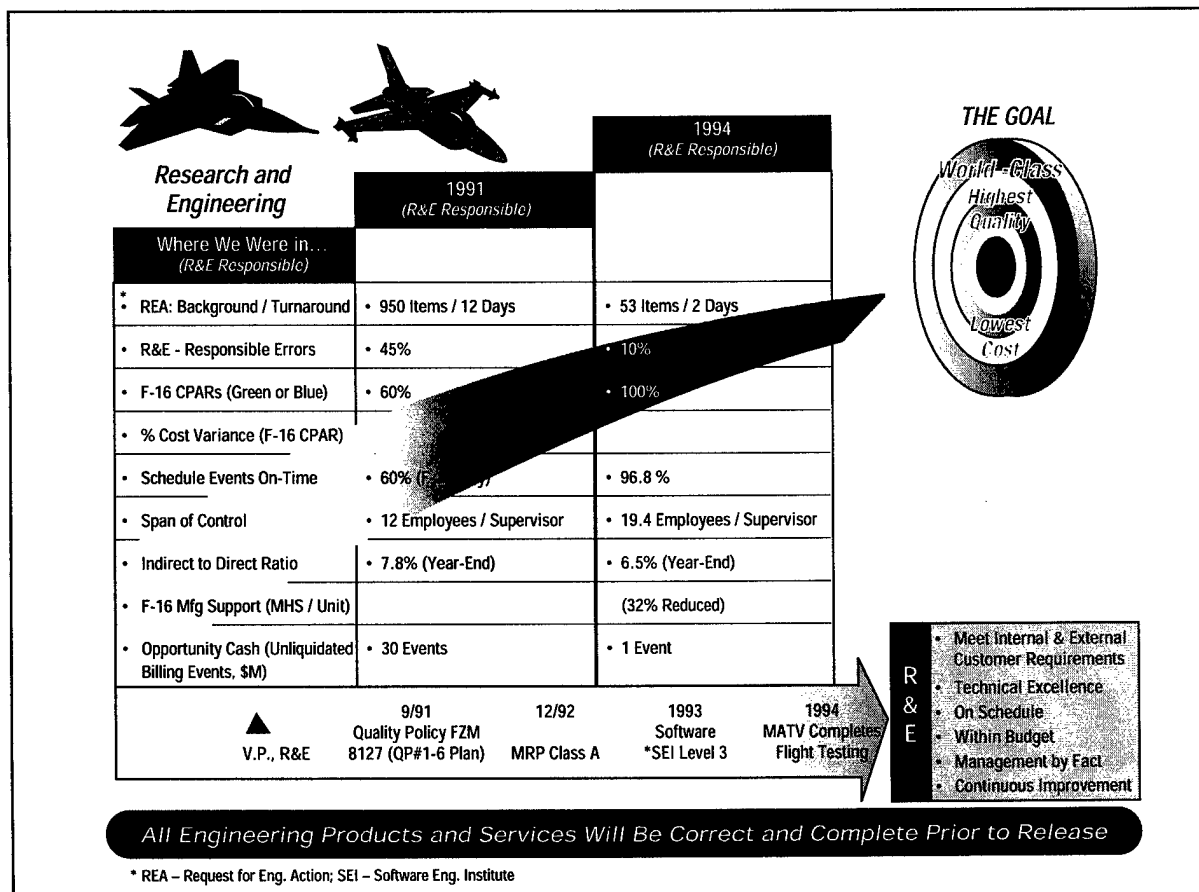 THE GOAL
World-Class
Highest
Quality
Lowest
Cost
Research and
Engineering
1991
(R&E Responsible)
1994
(R&E Responsible)
Where We Were in...
(R&E Responsible)
* • REA: Background / Turnaround • 950 Items / 12 Days • 53 Items / 2 Days
• R&E - Responsible Errors • 45% • 10%
• F-16 CPARs (Green or Blue) • 60% • 100%
• % Cost Variance (F-16 CPAR)
• Schedule Events On-Time • 60% • 96.8 %
• Span of Control • 12 Employees / Supervisor • 19.4 Employees / Supervisor
• Indirect to Direct Ratio • 7.8% (Year-End) • 6.5% (Year-End)
• F-16 Mfg Support (MHS / Unit) (32% Reduced)
• Opportunity Cash (Unliquidated • 30 Events • 1 Event
Billing Events, $M)
V.P., R&E
9/91
Quality Policy FZM
8127 (QP#1-6 Plan)
12/92
MRP Class A
1993
Software
*SEI Level 3
1994
MATV Completes
Flight Testing
R
&
E
• Meet Internal & External
Customer Requirements
• Technical Excellence
• On Schedule
• Within Budget
• Management by Fact
• Continuous Improvement
All Engineering Products and Services Will Be Correct and Complete Prior to Release
* REA – Request for Eng. Action; SEI – Software Eng. Institute